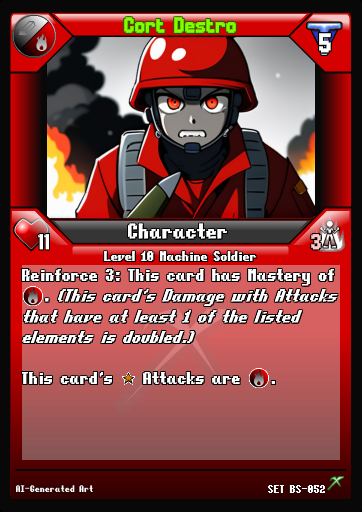 Cort Destro
5
11
Character
3
Level 10 Machine Soldier
Reinforce 3: This card has Mastery of
. (This card's Damage with Attacks
that have at least 1 of the listed
elements is doubled.)
This card's ★ Attacks are .
AI-Generated Art
SET BS-052